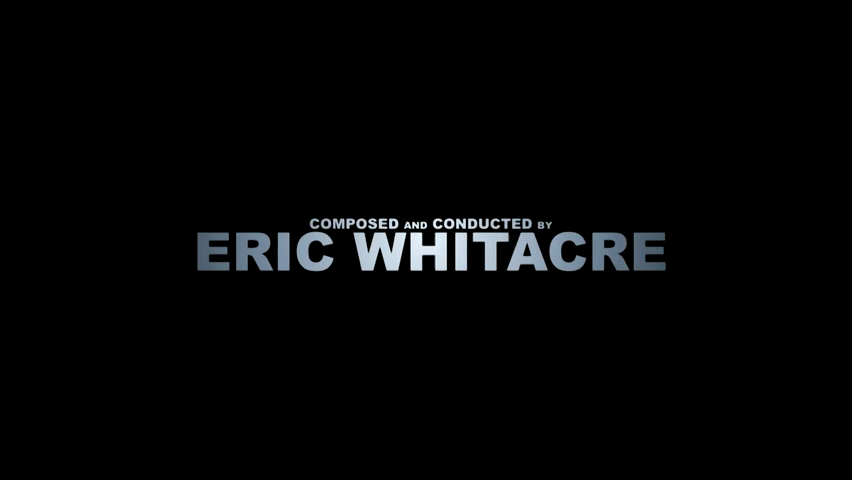 COMPOSED AND CONDUCTED BY
ERIC WHITACRE